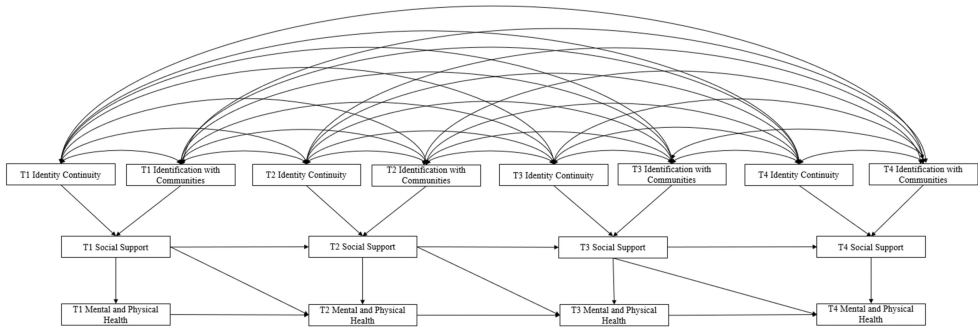 T1 Identity Continuity
T1 Identification with
Communities
T2 Identity Continuity
T2 Identification with
Communities
T3 Identity Continuity
T3 Identification with
Communities
T4 Identity Continuity
T4 Identification with
Communities
T1 Social Support
T2 Social Support
T3 Social Support
T4 Social Support
T1 Mental and Physical
Health
T2 Mental and Physical
Health
T3 Mental and Physical
Health
T4 Mental and Physical
Health